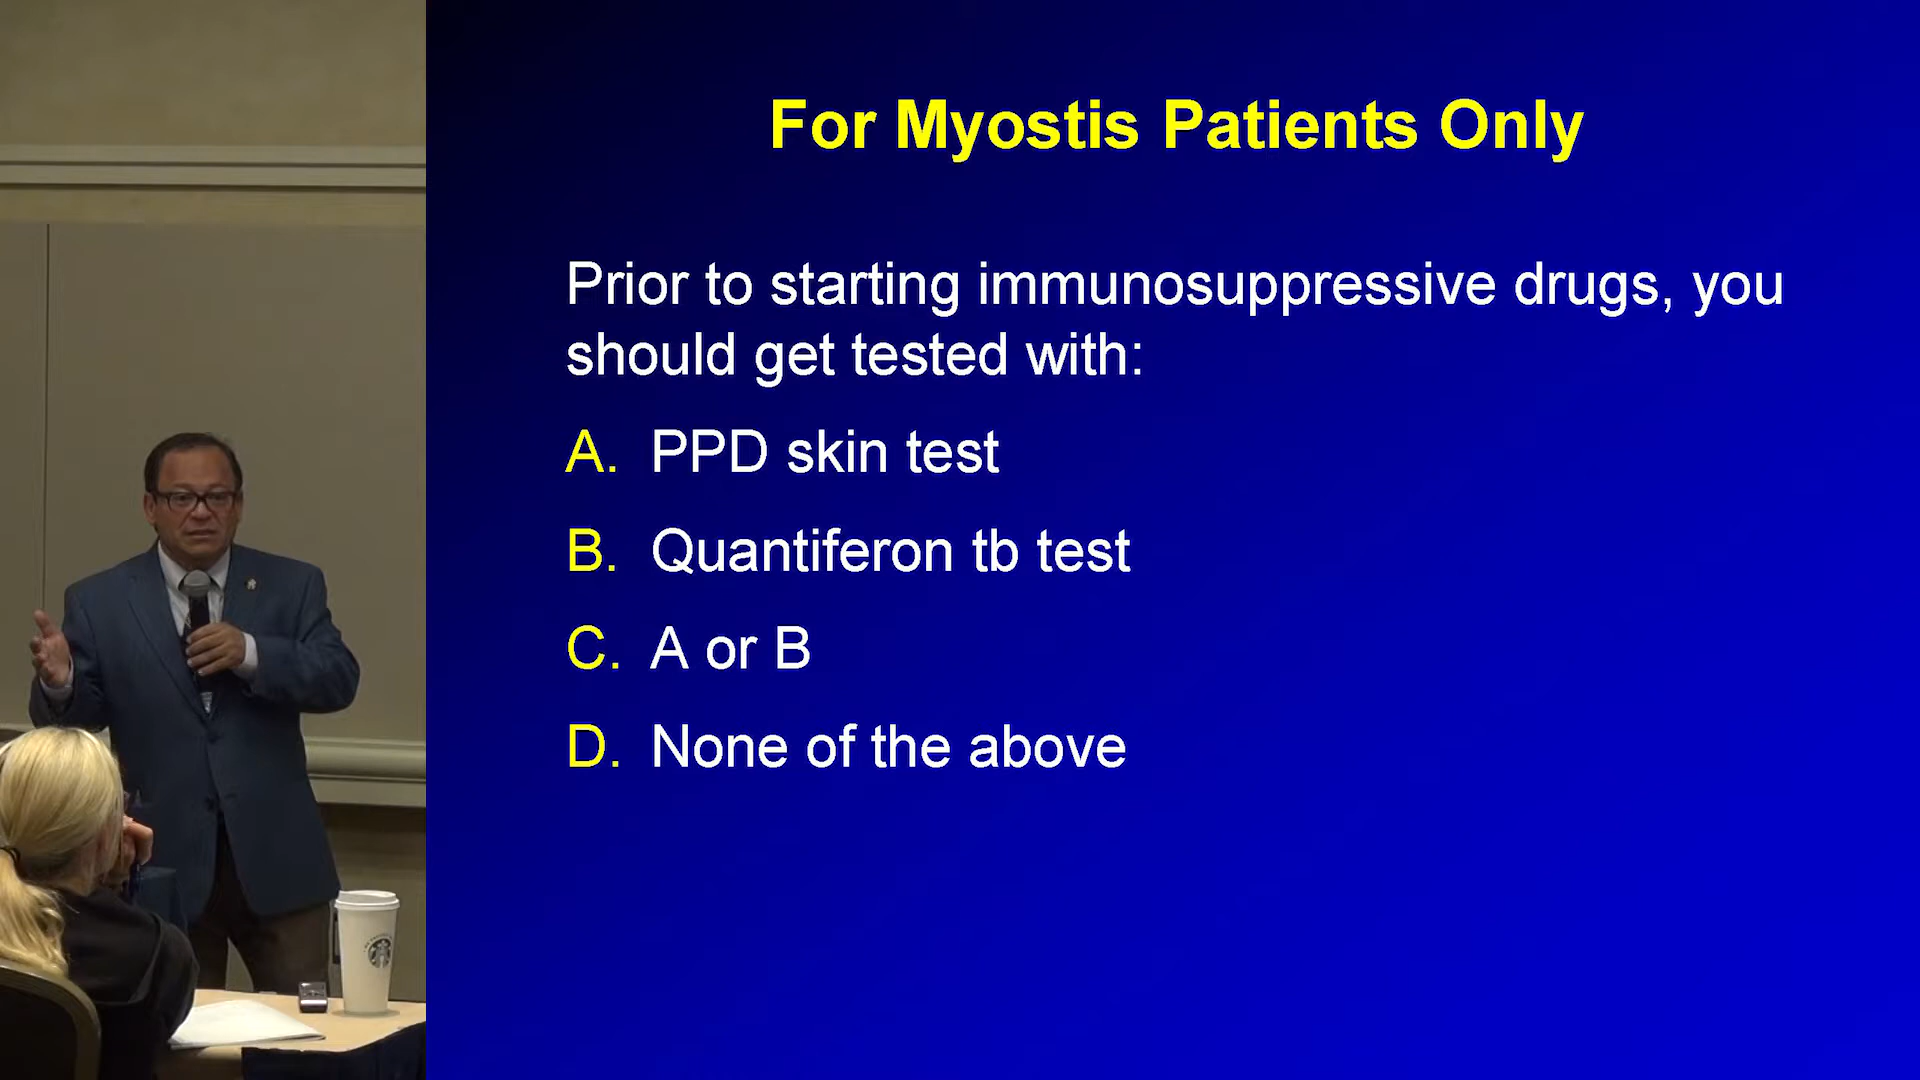 For Myostis Patients Only
Prior to starting immunosuppressive drugs, you
should get tested with:
A. PPD skin test
B. Quantiferon tb test
C. A or B
D. None of the above